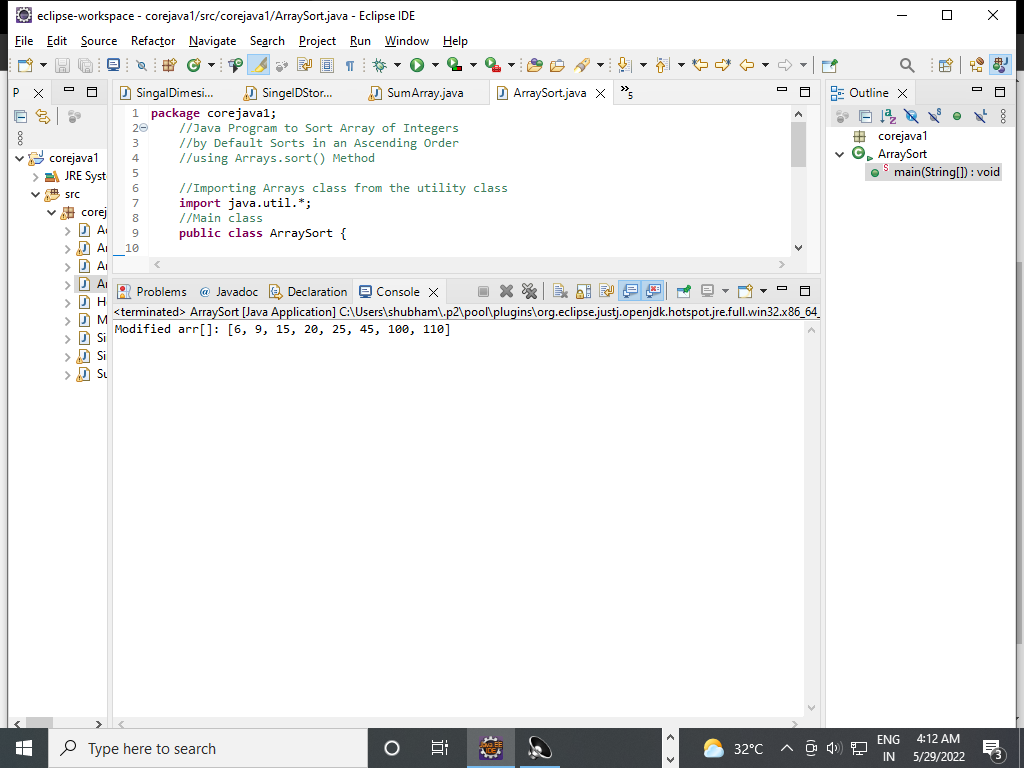 eclipse-workspace - corejava1/src/corejava1/ArraySort.java - Eclipse IDE
File Edit Source Refactor Navigate Search Project Run Window Help
P
SingalDimesi...
SingelDStor...
SumArray.java
ArraySort.java
»5
Outline
1 package corejava1;
2 //Java Program to Sort Array of Integers
3 //by Default Sorts in an Ascending Order
4 //using Arrays.sort() Method
5
6 //Importing Arrays class from the utility class
7 import java.util.*;
8 //Main class
9 public class ArraySort {
10
corejava1
JRE Syst
src
corej
Ar
Ar
Ar
H
M
Si
Si
Su
corejava1
ArraySort
main(String[]) : void
Problems @ Javadoc Declaration Console
<terminated> ArraySort [Java Application] C:\Users\shubham\.p2\pool\plugins\org.eclipse.justj.openjdk.hotspot.jre.full.win32.x86_64_
Modified arr[]: [6, 9, 15, 20, 25, 45, 100, 110]
Type here to search
JAVA EE
IDE
32°C
ENG
IN
4:12 AM
5/29/2022
3